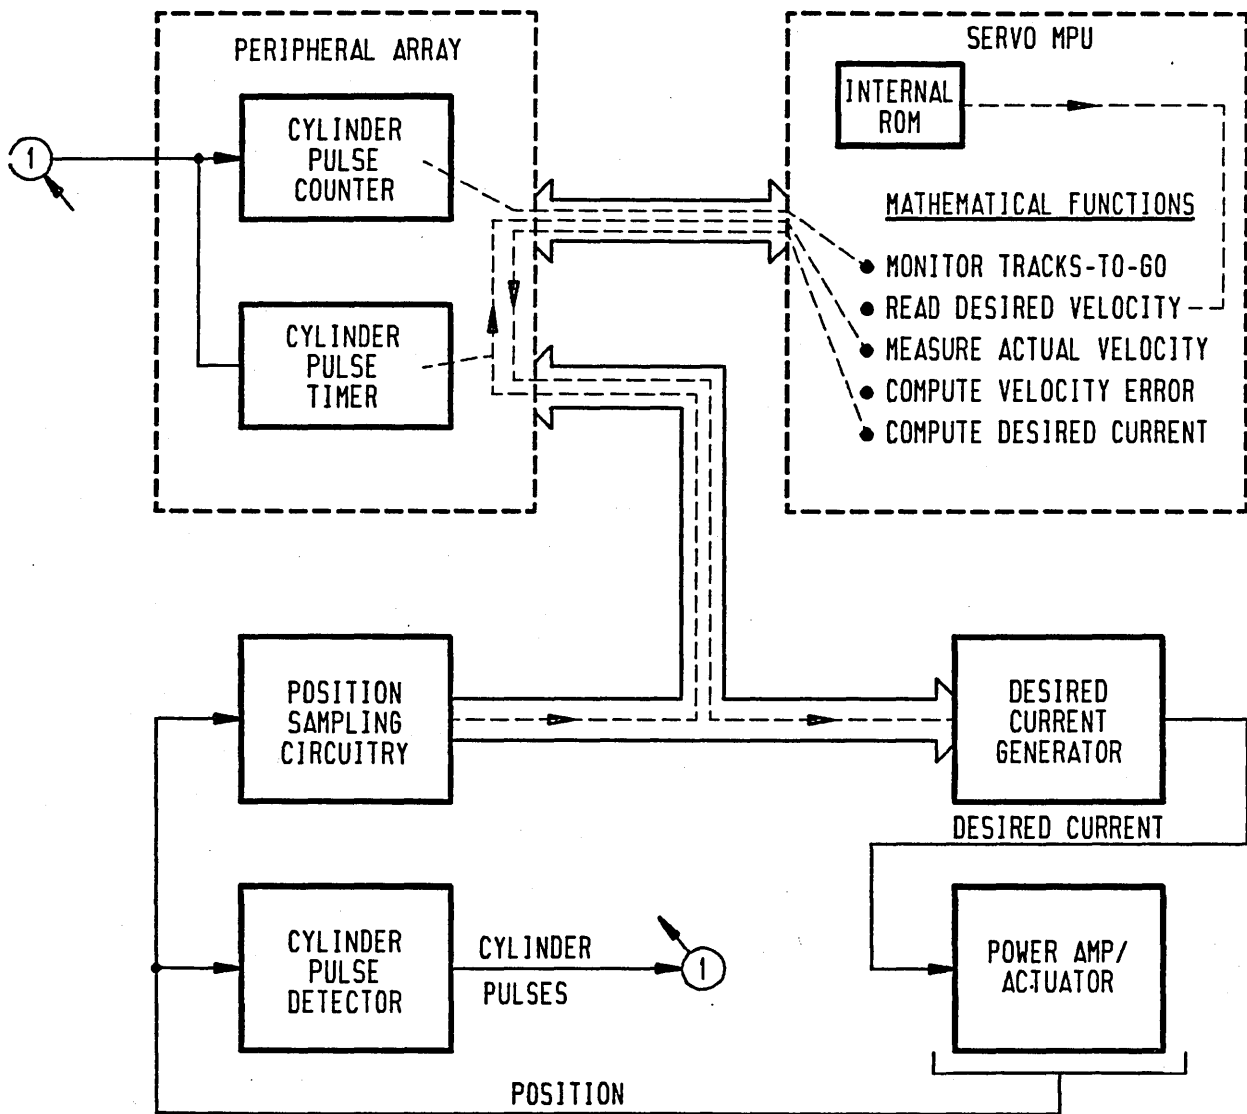 PERIPHERAL ARRAY
SERVO MPU
CYLINDER
PULSE
COUNTER
1
INTERNAL
ROM
MATHEMATICAL FUNCTIONS
MONITOR TRACKS-TO-GO
READ DESIRED VELOCITY
MEASURE ACTUAL VELOCITY
COMPUTE VELOCITY ERROR
COMPUTE DESIRED CURRENT
CYLINDER
PULSE
TIMER
POSITION
SAMPLING
CIRCUITRY
DESIRED
CURRENT
GENERATOR
DESIRED CURRENT
CYLINDER
PULSE
DETECTOR
CYLINDER
PULSES
1
POWER AMP/
ACTUATOR
POSITION